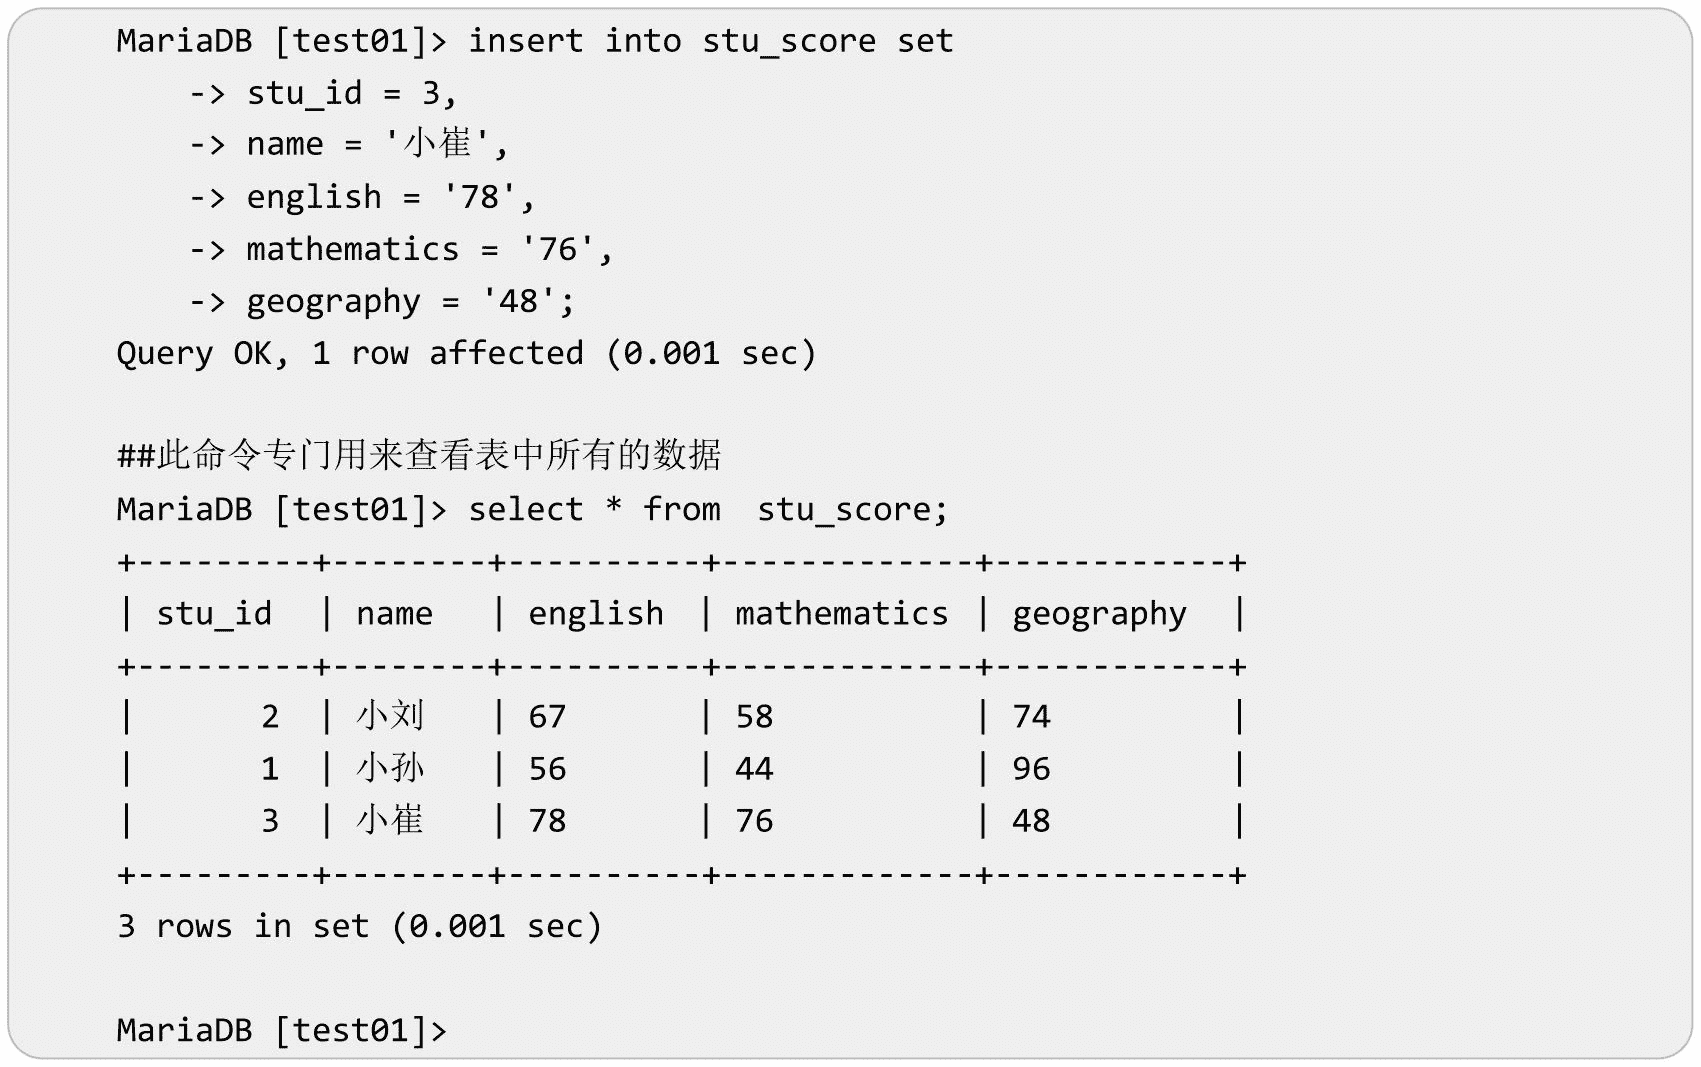 MariaDB [test01]> insert into stu_score set
    -> stu_id = 3,
    -> name = '小崔',
    -> english = '78',
    -> mathematics = '76',
    -> geography = '48';
Query OK, 1 row affected (0.001 sec)
##此命令专门用来查看表中所有的数据
MariaDB [test01]> select * from  stu_score;
+---------+--------+----------+-------------+------------+
| stu_id  | name   | english  | mathematics | geography  |
+---------+--------+----------+-------------+------------+
|       2  | 小刘   | 67       | 58          | 74         |
|       1  | 小孙   | 56       | 44          | 96         |
|       3  | 小崔   | 78       | 76          | 48         |
+---------+--------+----------+-------------+------------+
3 rows in set (0.001 sec)
MariaDB [test01]>